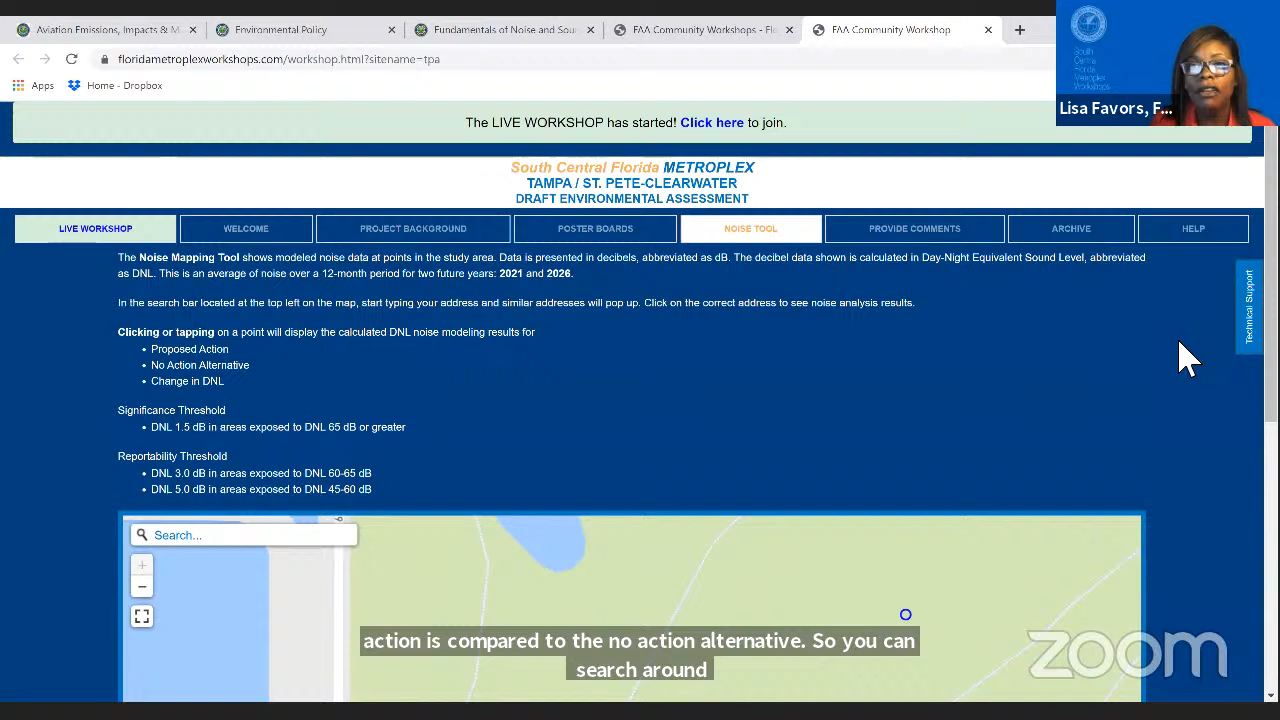 Aviation Emissions, Impacts & M
Environmental Policy
Fundamentals of Noise and Sou
FAA Community Workshops - Flo
FAA Community Workshop
floridametroplexworkshops.com/workshop.html?sitename=tpa
Apps
Home - Dropbox
South
Central
Florida
Metroplex
Workshops
Lisa Favors, F...
The LIVE WORKSHOP has started! Click here to join.
South Central Florida METROPLEX
TAMPA / ST. PETE-CLEARWATER
DRAFT ENVIRONMENTAL ASSESSMENT
LIVE WORKSHOP
WELCOME
PROJECT BACKGROUND
POSTER BOARDS
NOISE TOOL
PROVIDE COMMENTS
ARCHIVE
HELP
The Noise Mapping Tool shows modeled noise data at points in the study area. Data is presented in decibels, abbreviated as dB. The decibel data shown is calculated in Day-Night Equivalent Sound Level, abbreviated
as DNL. This is an average of noise over a 12-month period for two future years: 2021 and 2026.
In the search bar located at the top left on the map, start typing your address and similar addresses will pop up. Click on the correct address to see noise analysis results.
Clicking or tapping on a point will display the calculated DNL noise modeling results for
• Proposed Action
• No Action Alternative
• Change in DNL
Significance Threshold
• DNL 1.5 dB in areas exposed to DNL 65 dB or greater
Reportability Threshold
• DNL 3.0 dB in areas exposed to DNL 60-65 dB
• DNL 5.0 dB in areas exposed to DNL 45-60 dB
Technical Support
Search...
action is compared to the no action alternative. So you can
search around
zoom